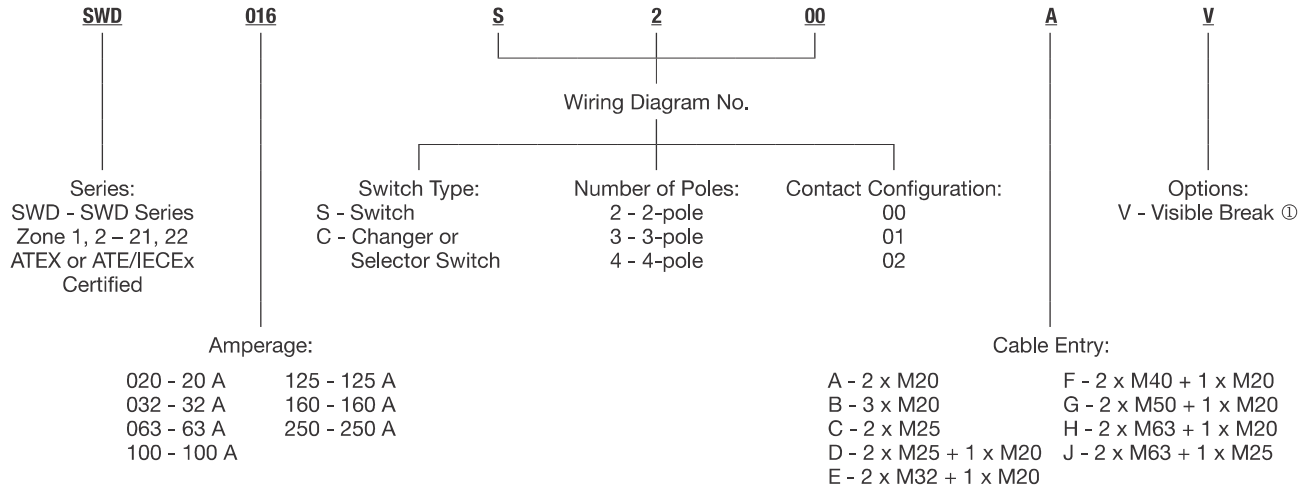 SWD 016 S 2 00 A V
Wiring Diagram No.
Series:
SWD - SWD Series
Zone 1, 2 – 21, 22
ATEX or ATE/IECEx
Certified
Switch Type:
S - Switch
C - Changer or
Selector Switch
Number of Poles:
2 - 2-pole
3 - 3-pole
4 - 4-pole
Contact Configuration:
00
01
02
Options:
V - Visible Break ①
Amperage:
020 - 20 A
032 - 32 A
063 - 63 A
100 - 100 A
125 - 125 A
160 - 160 A
250 - 250 A
Cable Entry:
A - 2 x M20
B - 3 x M20
C - 2 x M25
D - 2 x M25 + 1 x M20
E - 2 x M32 + 1 x M20
F - 2 x M40 + 1 x M20
G - 2 x M50 + 1 x M20
H - 2 x M63 + 1 x M20
J - 2 x M63 + 1 x M25